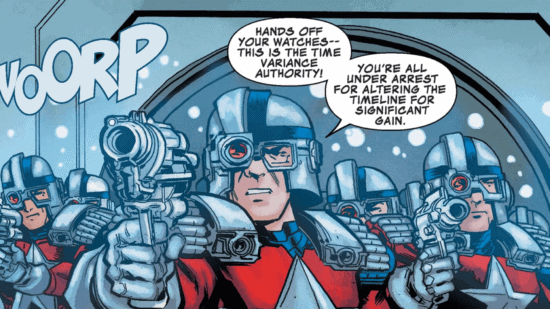 VOORP
HANDS OFF
YOUR WATCHES--
THIS IS THE TIME
VARIANCE
AUTHORITY!
YOU'RE ALL
UNDER ARREST
FOR ALTERING THE
TIMELINE FOR
SIGNIFICANT
GAIN.